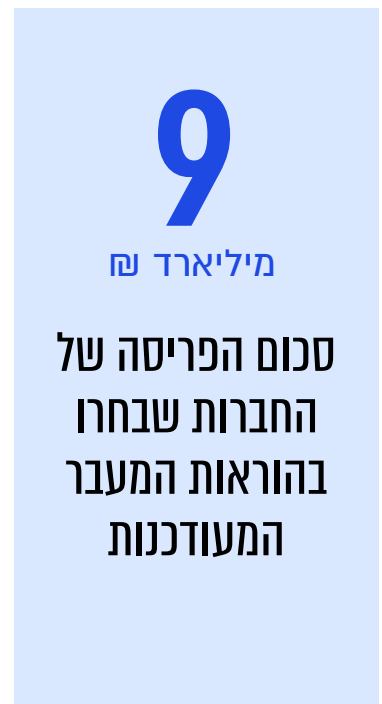 9
מיליארד ₪
סכום הפריסה של
החברות שבחרו
בהוראות המעבר
המעודכנות